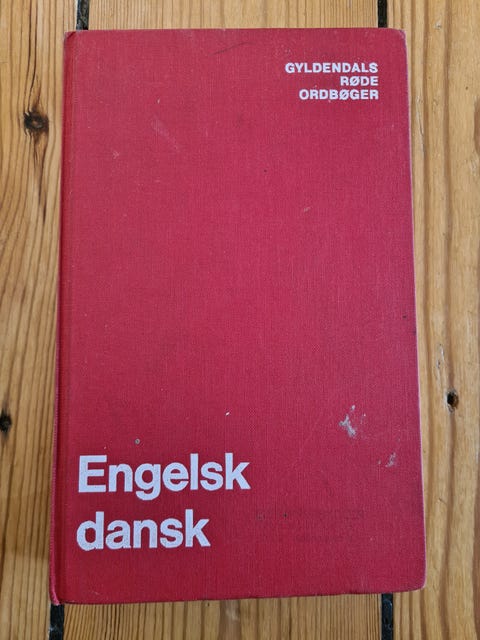 GYLDENDALS
RØDE
ORDBØGER
Engelsk
dansk